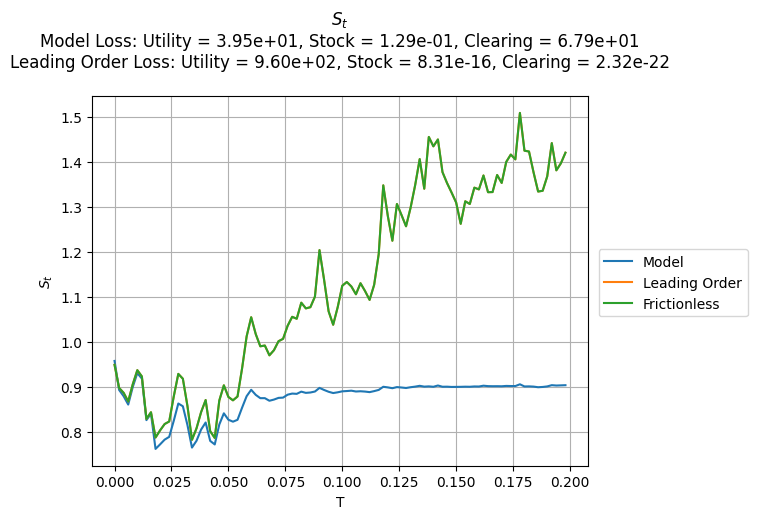 S_t
Model Loss: Utility = 3.95e+01, Stock = 1.29e-01, Clearing = 6.79e+01
Leading Order Loss: Utility = 9.60e+02, Stock = 8.31e-16, Clearing = 2.32e-22
1.5
1.4
1.3
1.2
1.1
1.0
0.9
0.8
S_t
0.000 0.025 0.050 0.075 0.100 0.125 0.150 0.175 0.200
T
Model
Leading Order
Frictionless